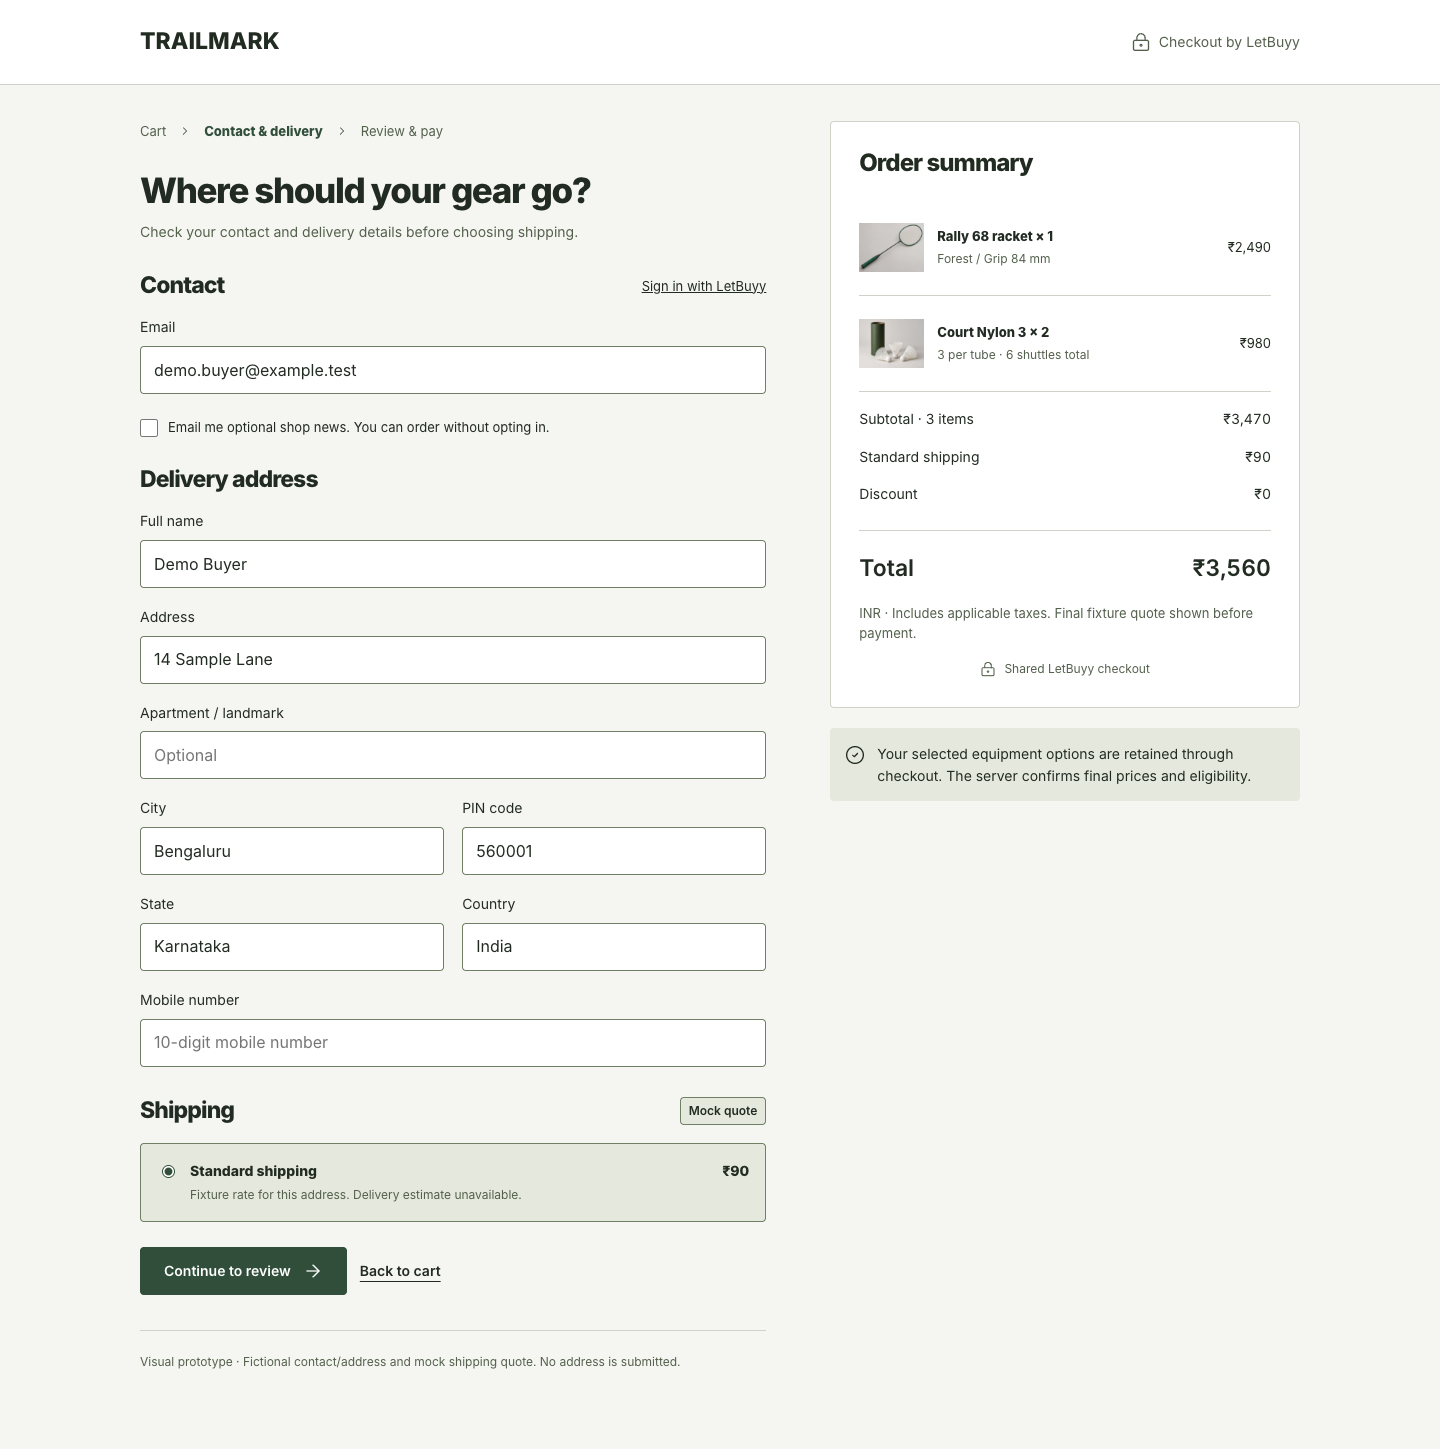 TRAILMARK
Checkout by LetBuyy
Cart
Contact & delivery
Review & pay
Where should your gear go?
Check your contact and delivery details before choosing shipping.
Contact
Sign in with LetBuyy
Email
demo.buyer@example.test
Email me optional shop news. You can order without opting in.
Delivery address
Full name
Demo Buyer
Address
14 Sample Lane
Apartment / landmark
Optional
City
PIN code
Bengaluru
560001
State
Country
Karnataka
India
Mobile number
10-digit mobile number
Shipping
Mock quote
Standard shipping
₹90
Fixture rate for this address. Delivery estimate unavailable.
Continue to review
Back to cart
Visual prototype · Fictional contact/address and mock shipping quote. No address is submitted.
Order summary
Rally 68 racket × 1
Forest / Grip 84 mm
₹2,490
Court Nylon 3 × 2
3 per tube · 6 shuttles total
₹980
Subtotal · 3 items
₹3,470
Standard shipping
₹90
Discount
₹0
Total
₹3,560
INR · Includes applicable taxes. Final fixture quote shown before
payment.
Shared LetBuyy checkout
Your selected equipment options are retained through
checkout. The server confirms final prices and eligibility.